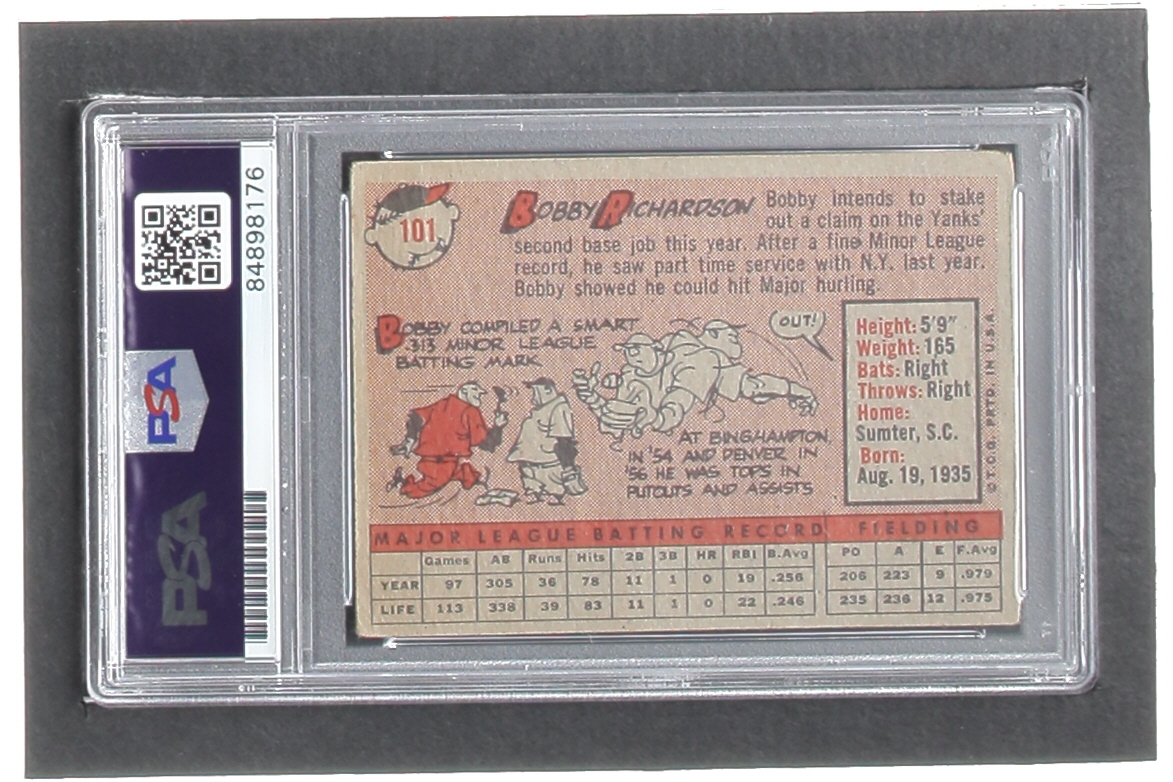 84898176
PSA
PSA
101
BOBBY RICHARDSON
Bobby intends to stake
out a claim on the Yanks'
second base job this year. After a fine Minor League
record, he saw part time service with N.Y. last year.
Bobby showed he could hit Major hurling.
BOBBY COMPILED A SMART
.313 MINOR LEAGUE
BATTING MARK
OUT!
AT BINGHAMPTON
IN '54 AND DENVER IN
'56 HE WAS TOPS IN
PUTOUTS AND ASSISTS
Height: 5'9"
Weight: 165
Bats: Right
Throws: Right
Home:
Sumter, S.C.
Born:
Aug. 19, 1935
© T.C.G. PRTD. IN U.S.A.
MAJOR LEAGUE BATTING RECORD FIELDING
Games AB Runs Hits 2B 3B HR RBI B.Avg PO A E F.Avg
YEAR 97 305 36 78 11 1 0 19 .256 206 223 9 .979
LIFE 113 338 39 83 11 1 0 22 .246 235 236 12 .975